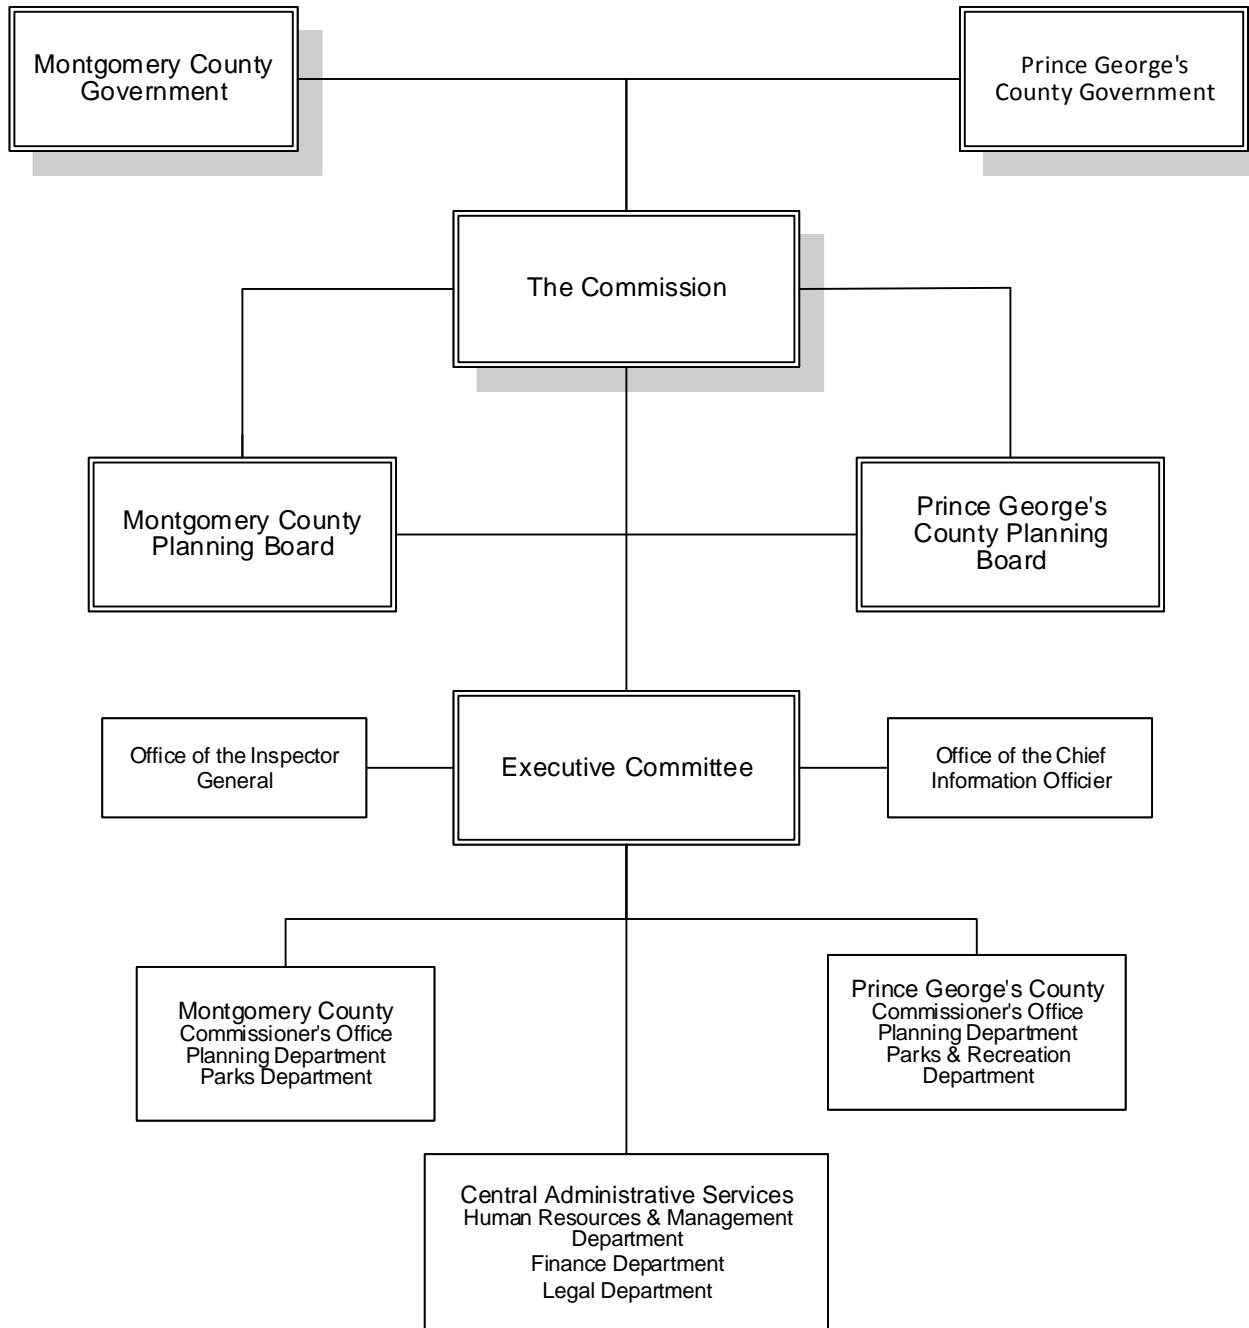 Montgomery County
Government
Prince George's
County Government
The Commission
Montgomery County
Planning Board
Prince George's
County Planning
Board
Office of the Inspector
General
Executive Committee
Office of the Chief
Information Officier
Montgomery County
Commissioner's Office
Planning Department
Parks Department
Prince George's County
Commissioner's Office
Planning Department
Parks & Recreation
Department
Central Administrative Services
Human Resources & Management
Department
Finance Department
Legal Department